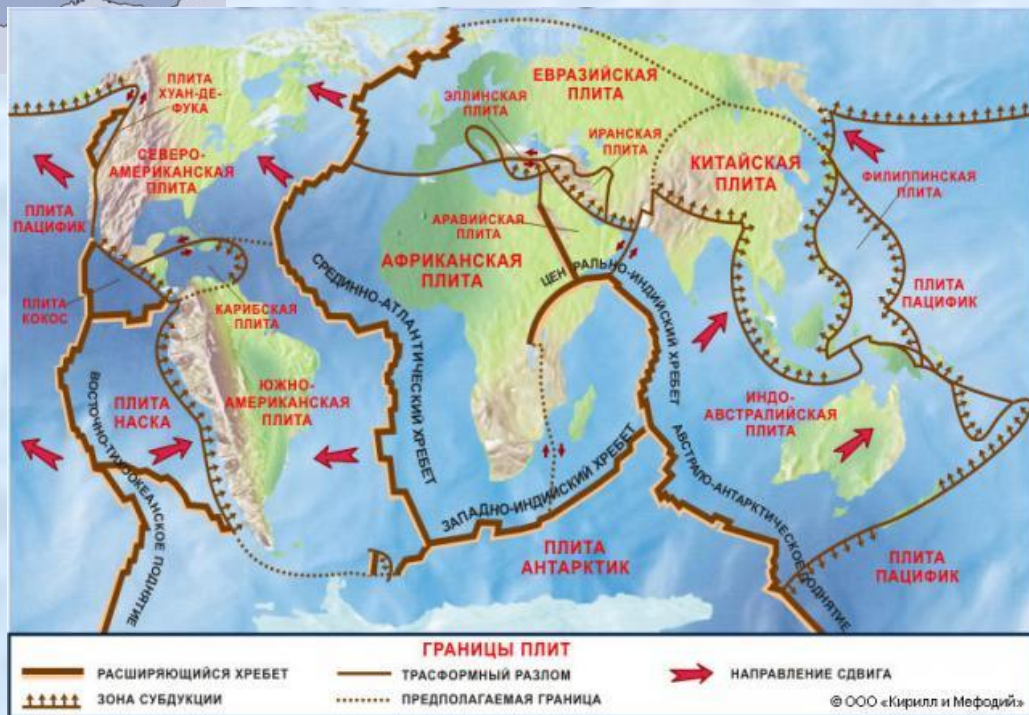 ПЛИТА
ХУАН-ДЕ-
ФУКА
СЕВЕРО-
АМЕРИКАНСКАЯ
ПЛИТА
ПЛИТА
ПАЦИФИК
ПЛИТА
КОКОС
КАРИБСКАЯ
ПЛИТА
ПЛИТА
НАСКА
ЮЖНО-
АМЕРИКАНСКАЯ
ПЛИТА
ВОСТОЧНО-ТИХООКЕАНСКОЕ ПОДНЯТИЕ
СРЕДИННО-АТЛАНТИЧЕСКИЙ ХРЕБЕТ
ЕВРАЗИЙСКАЯ
ПЛИТА
ЭЛЛИНСКАЯ
ПЛИТА
ИРАНСКАЯ
ПЛИТА
КИТАЙСКАЯ
ПЛИТА
ФИЛИППИНСКАЯ
ПЛИТА
АРАВИЙСКАЯ
ПЛИТА
АФРИКАНСКАЯ
ПЛИТА
ЦЕН РАЛЬНО-ИНДИЙСКИЙ ХРЕБЕТ
ПЛИТА
ПАЦИФИК
ИНДО-
АВСТРАЛИЙСКАЯ
ПЛИТА
ЗАПАДНО-ИНДИЙСКИЙ ХРЕБЕТ
АВСТРАЛО-АНТАРКТИЧЕСКОЕ ПОДНЯТИЕ
ПЛИТА
АНТАРКТИК
ПЛИТА
ПАЦИФИК
ГРАНИЦЫ ПЛИТ
РАСШИРЯЮЩИЙСЯ ХРЕБЕТ
ТРАСФОРМНЫЙ РАЗЛОМ
НАПРАВЛЕНИЕ СДВИГА
ЗОНА СУБДУКЦИИ
ПРЕДПОЛАГАЕМАЯ ГРАНИЦА
© ООО «Кирилл и Мефодий»